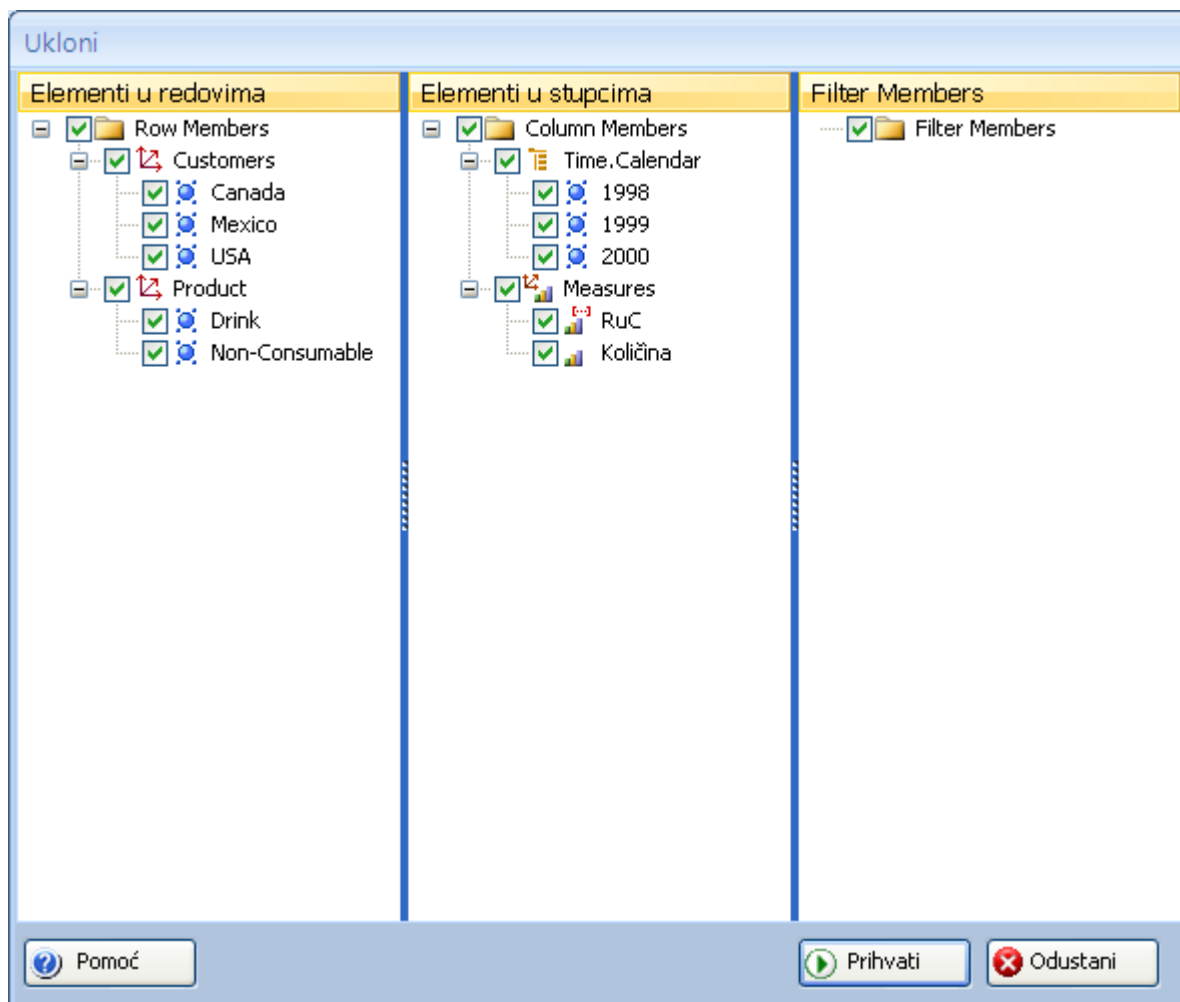 Ukloni
Elementi u redovima
Row Members
Customers
Canada
Mexico
USA
Product
Drink
Non-Consumable
Elementi u stupcima
Column Members
Time.Calendar
1998
1999
2000
Measures
RuC
Količina
Filter Members
Filter Members
Pomoć
Prihvati
Odustani